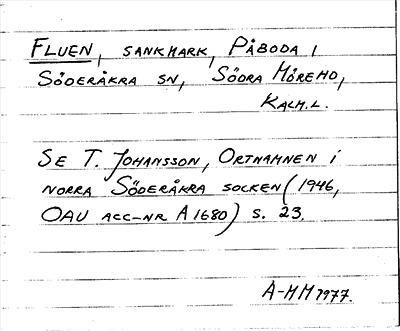 FLUEN, SANKMARK, PÅBODA I
SÖDERÅKRA SN, SÖDRA MÖREHD,
KALM.L.
SE T. JOHANSSON, ORTNAMNEN I
NORRA SÖDERÅKRA SOCKEN (1946,
OAU ACC-NR A1680) S. 23.
A-MM 1977.